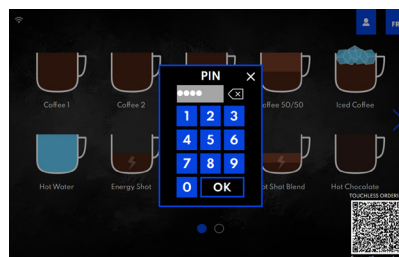 FR
PIN
Coffee 1
Coffee 2
offee 50/50
Iced Coffee
1 2 3
4 5 6
7 8 9
0 OK
Hot Water
Energy Shot
ot Shot Blend
Hot Chocolate
TOUCHLESS ORDERI